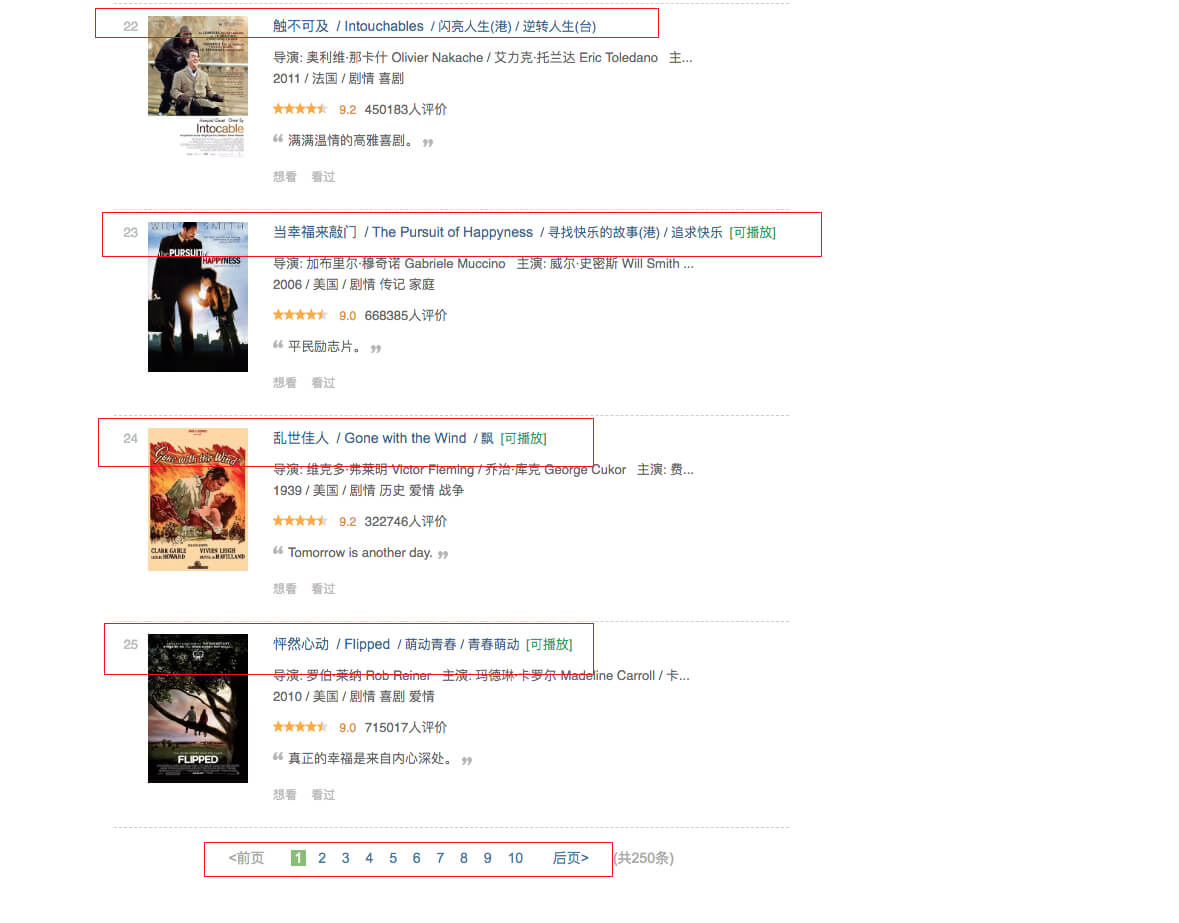 22
触不可及 / Intouchables / 闪亮人生(港) / 逆转人生(台)
导演: 奥利维·那卡什 Olivier Nakache / 艾力克·托兰达 Eric Toledano 主...
2011 / 法国 / 剧情 喜剧
9.2 450183人评价
“ 满满温情的高雅喜剧。 ”
想看 看过
Intocable
23
当幸福来敲门 / The Pursuit of Happyness / 寻找快乐的故事(港) / 追求快乐 [可播放]
导演: 加布里尔·穆奇诺 Gabriele Muccino 主演: 威尔·史密斯 Will Smith ...
2006 / 美国 / 剧情 传记 家庭
9.0 668385人评价
“ 平民励志片。 ”
想看 看过
WILL SMITH
the PURSUIT of
HAPPYNESS
24
乱世佳人 / Gone with the Wind / 飘 [可播放]
导演: 维克多·弗莱明 Victor Fleming / 乔治·库克 George Cukor 主演: 费...
1939 / 美国 / 剧情 历史 爱情 战争
9.2 322746人评价
“ Tomorrow is another day. ”
想看 看过
Gone with the Wind
CLARK GABLE VIVIEN LEIGH
LESLIE HOWARD OLIVIA de HAVILLAND
25
怦然心动 / Flipped / 萌动青春 / 青春萌动 [可播放]
导演: 罗伯·莱纳 Rob Reiner 主演: 玛德琳·卡罗尔 Madeline Carroll / 卡...
2010 / 美国 / 剧情 喜剧 爱情
9.0 715017人评价
“ 真正的幸福是来自内心深处。 ”
想看 看过
FLIPPED
<前页 1 2 3 4 5 6 7 8 9 10 后页> (共250条)